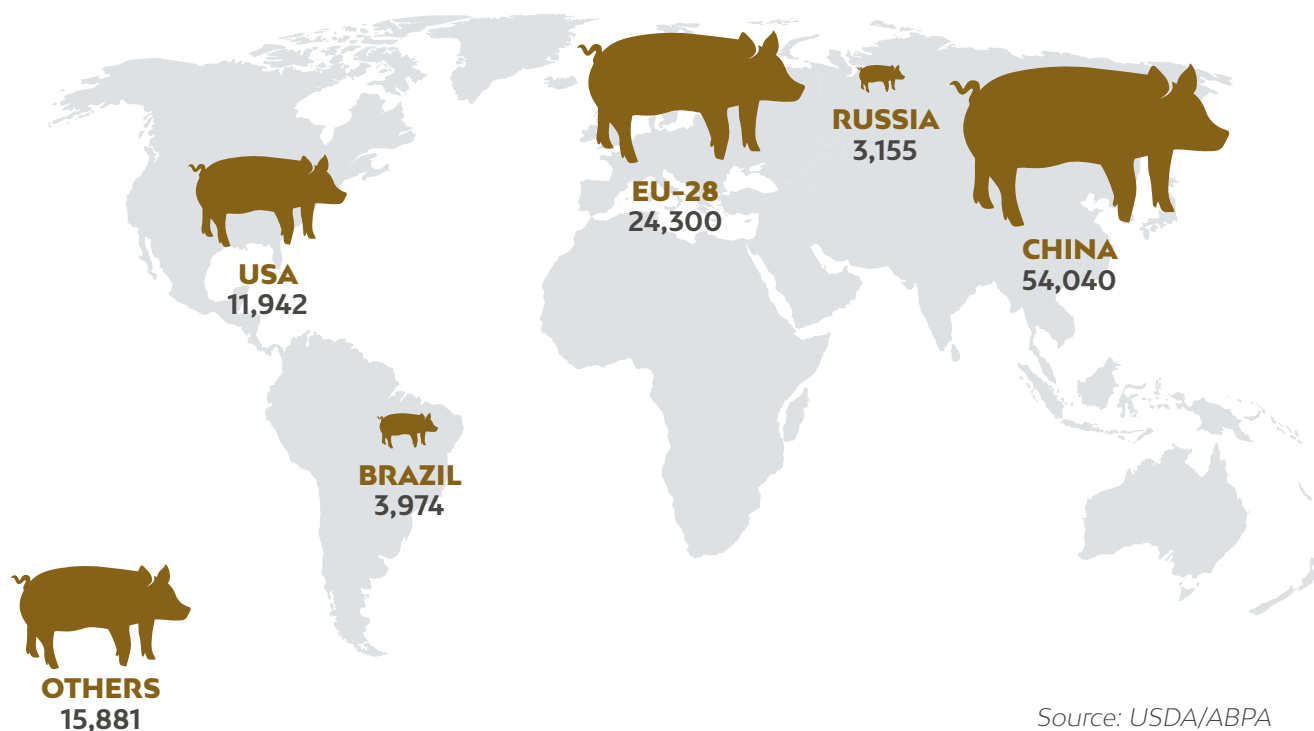 RUSSIA
3,155
EU-28
24,300
CHINA
54,040
USA
11,942
BRAZIL
3,974
OTHERS
15,881
Source: USDA/ABPA